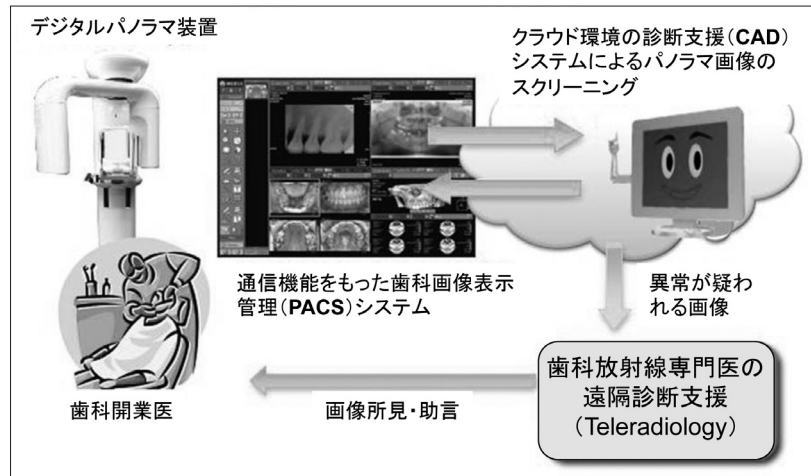 デジタルパノラマ装置
クラウド環境の診断支援(CAD)
システムによるパノラマ画像の
スクリーニング
通信機能をもった歯科画像表示
管理(PACS)システム
異常が疑わ
れる画像
歯科放射線専門医の
遠隔診断支援
(Teleradiology)
画像所見・助言
歯科開業医